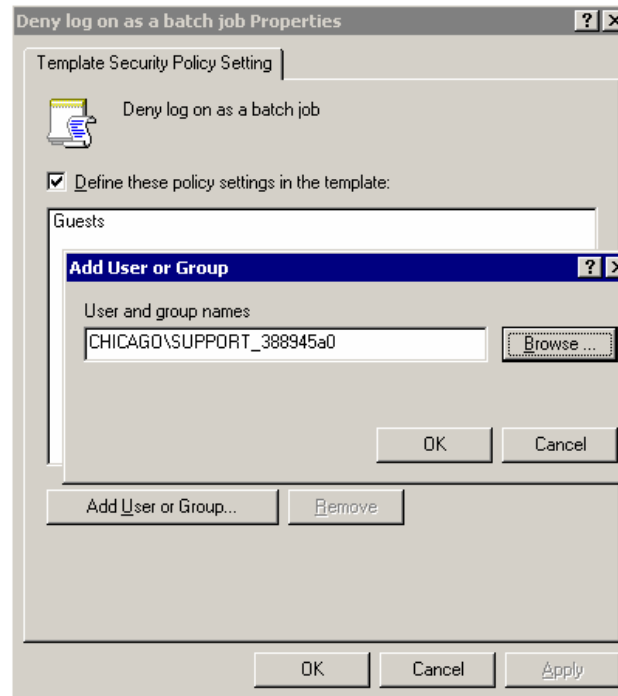 Deny log on as a batch job Properties
Template Security Policy Setting
Deny log on as a batch job
Define these policy settings in the template:
Guests
Add User or Group
User and group names
CHICAGO\SUPPORT_388945a0
Browse ...
OK Cancel
Add User or Group... Remove
OK Cancel Apply